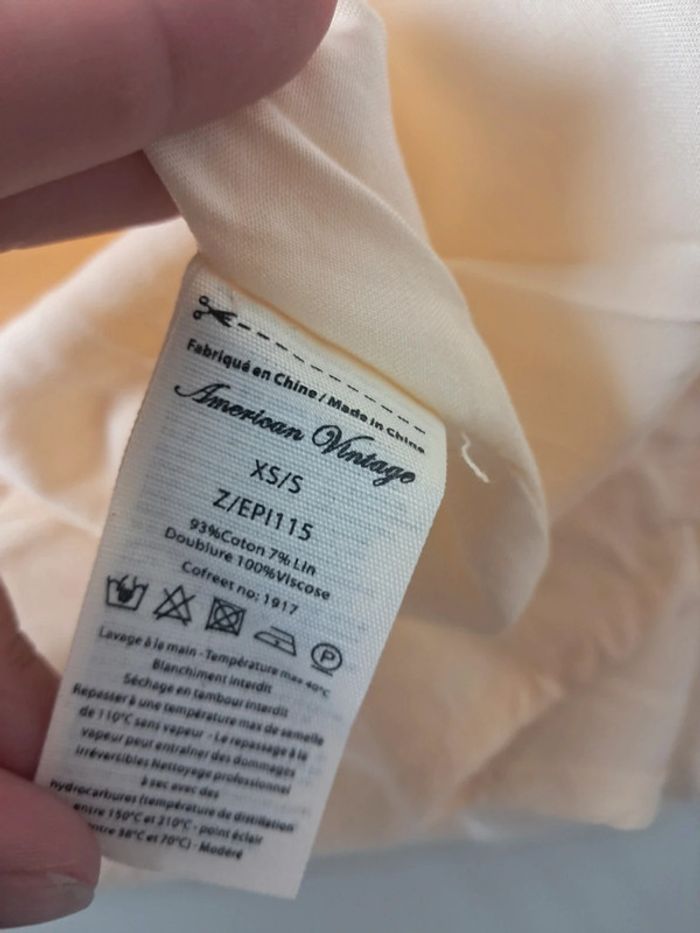 Fabriqué en Chine / Made in China
American Vintage
XS/S
Z/EPI115
93%Coton 7% Lin
Doublure 100%Viscose
Cofreet no: 1917
P
Lavage à la main - Température max 40°C
Blanchiment interdit
Séchage en tambour interdit
Repasser à une température max de semelle
de 110°C sans vapeur - Le repassage à la
vapeur peut entraîner des dommages
irréversibles Nettoyage professionnel
à sec avec des
hydrocarbures (température de distillation
entre 150°C et 210°C - point éclair
entre 38°C et 70°C) - Modéré